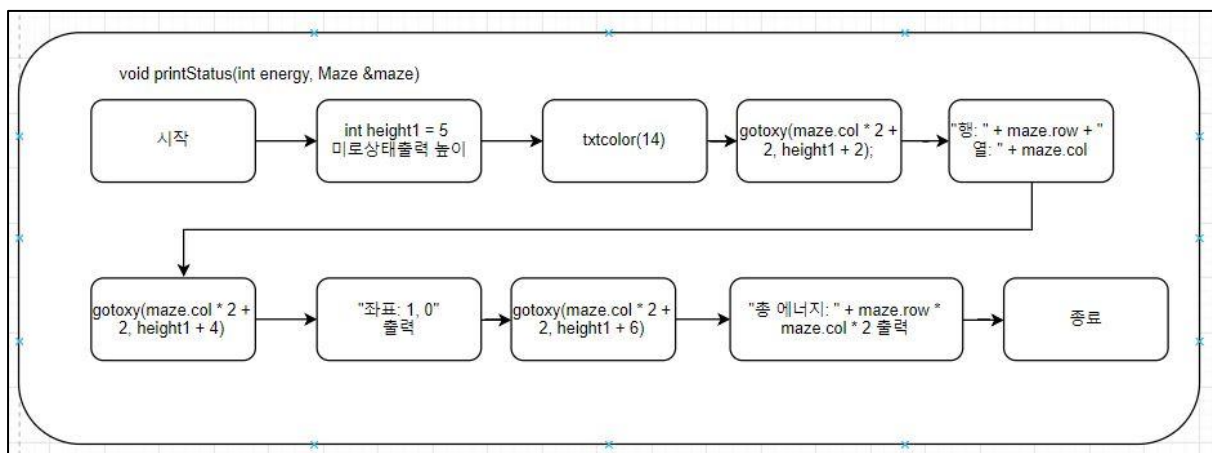 void printStatus(int energy, Maze &maze)
시작
int height1 = 5
미로상태출력 높이
txtcolor(14)
gotoxy(maze.col * 2 +
2, height1 + 2);
"행: " + maze.row + "
열: " + maze.col
gotoxy(maze.col * 2 +
2, height1 + 4)
"좌표: 1, 0"
출력
gotoxy(maze.col * 2 +
2, height1 + 6)
"총 에너지: " + maze.row *
maze.col * 2 출력
종료